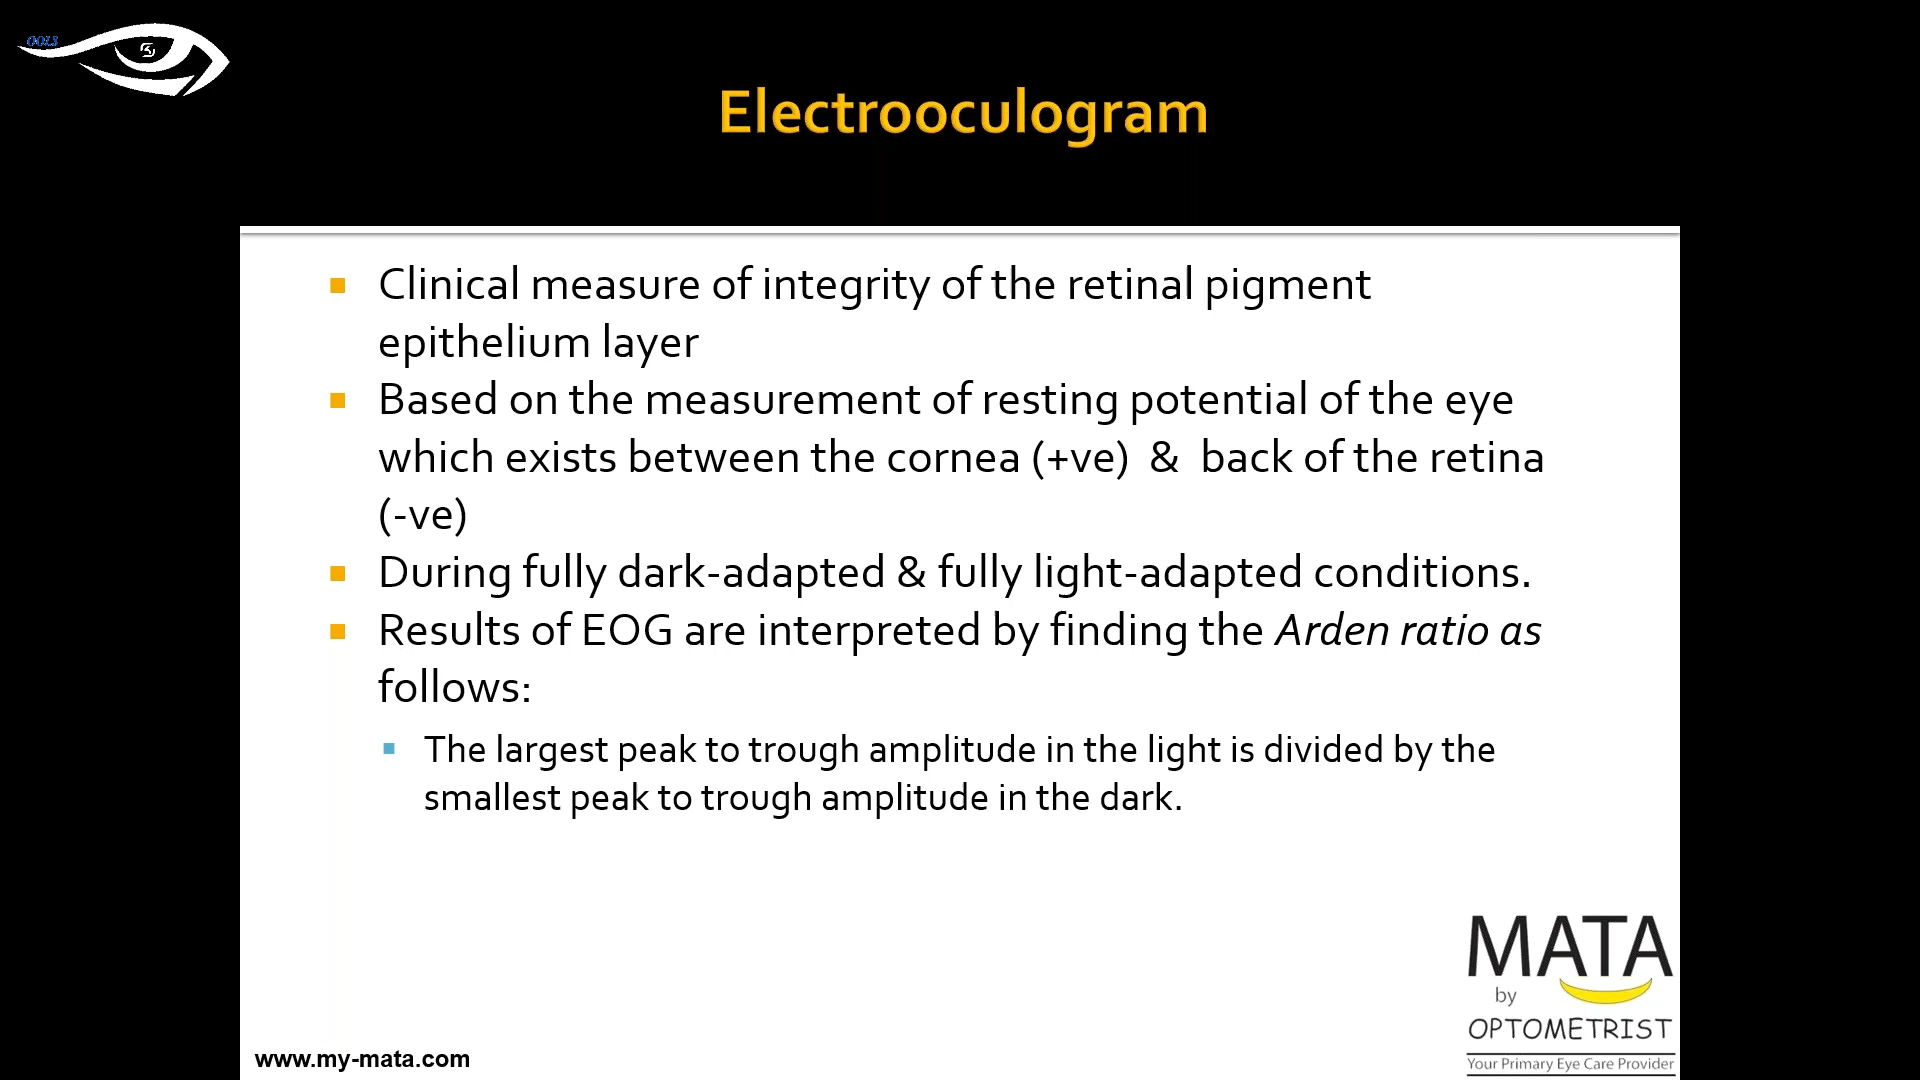 OOLS
Electrooculogram
Clinical measure of integrity of the retinal pigment
epithelium layer
Based on the measurement of resting potential of the eye
which exists between the cornea (+ve) & back of the retina
(-ve)
During fully dark-adapted & fully light-adapted conditions.
Results of EOG are interpreted by finding the Arden ratio as
follows:
The largest peak to trough amplitude in the light is divided by the
smallest peak to trough amplitude in the dark.
MATA
by
OPTOMETRIST
Your Primary Eye Care Provider
www.my-mata.com